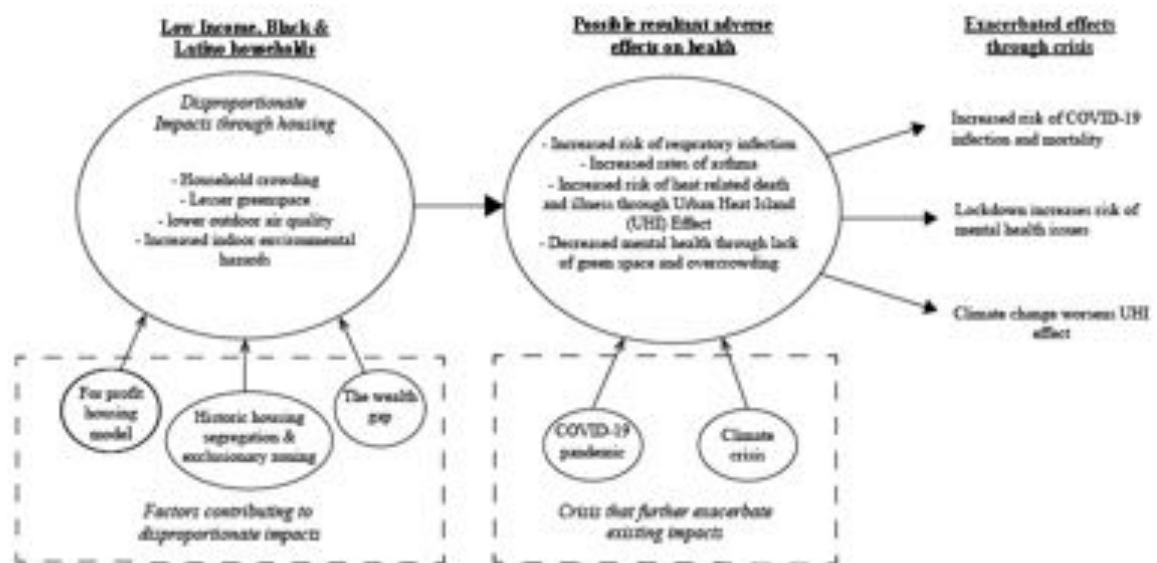 Low Income, Black &
Latino households
Disproportionate
Impacts through housing
- Household crowding
- Lesser greenspace
- lower outdoor air quality
- Increased indoor environmental
hazards
For profit
housing
model
Historic housing
segregation &
exclusionary zoning
The wealth
gap
Factors contributing to
disproportionate impacts
Possible resultant adverse
effects on health
- Increased risk of respiratory infection
- Increased rates of asthma
- Increased risk of heat related death
and illness through Urban Heat Island
(UHI) Effect
- Decreased mental health through lack
of green space and overcrowding
COVID-19
pandemic
Climate
crisis
Crisis that further exacerbate
existing impacts
Exacerbated effects
through crisis
Increased risk of COVID-19
infection and mortality
Lockdown increases risk of
mental health issues
Climate change worsens UHI
effect